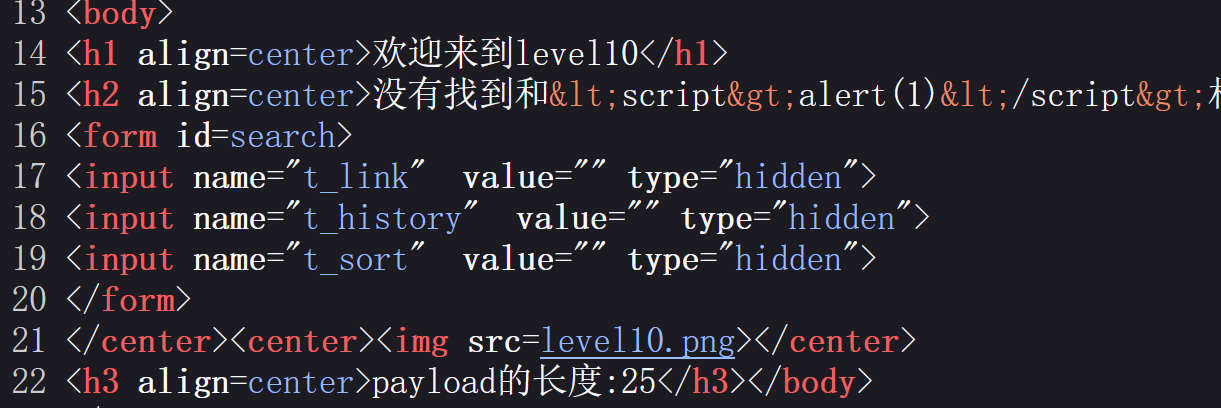 13 <body>
14 <h1 align=center>欢迎来到level10</h1>
15 <h2 align=center>没有找到和&lt;script&gt;alert(1)&lt;/script&gt;
16 <form id=search>
17 <input name="t_link"  value="" type="hidden">
18 <input name="t_history"  value="" type="hidden">
19 <input name="t_sort"  value="" type="hidden">
20 </form>
21 </center><center><img src=level10.png></center>
22 <h3 align=center>payload的长度:25</h3></body>